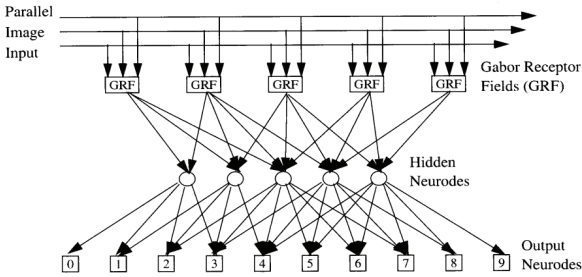 Parallel
Image
Input
GRF GRF GRF GRF GRF
Gabor Receptor
Fields (GRF)
Hidden
Neurodes
Output
Neurodes
0 1 2 3 4 5 6 7 8 9